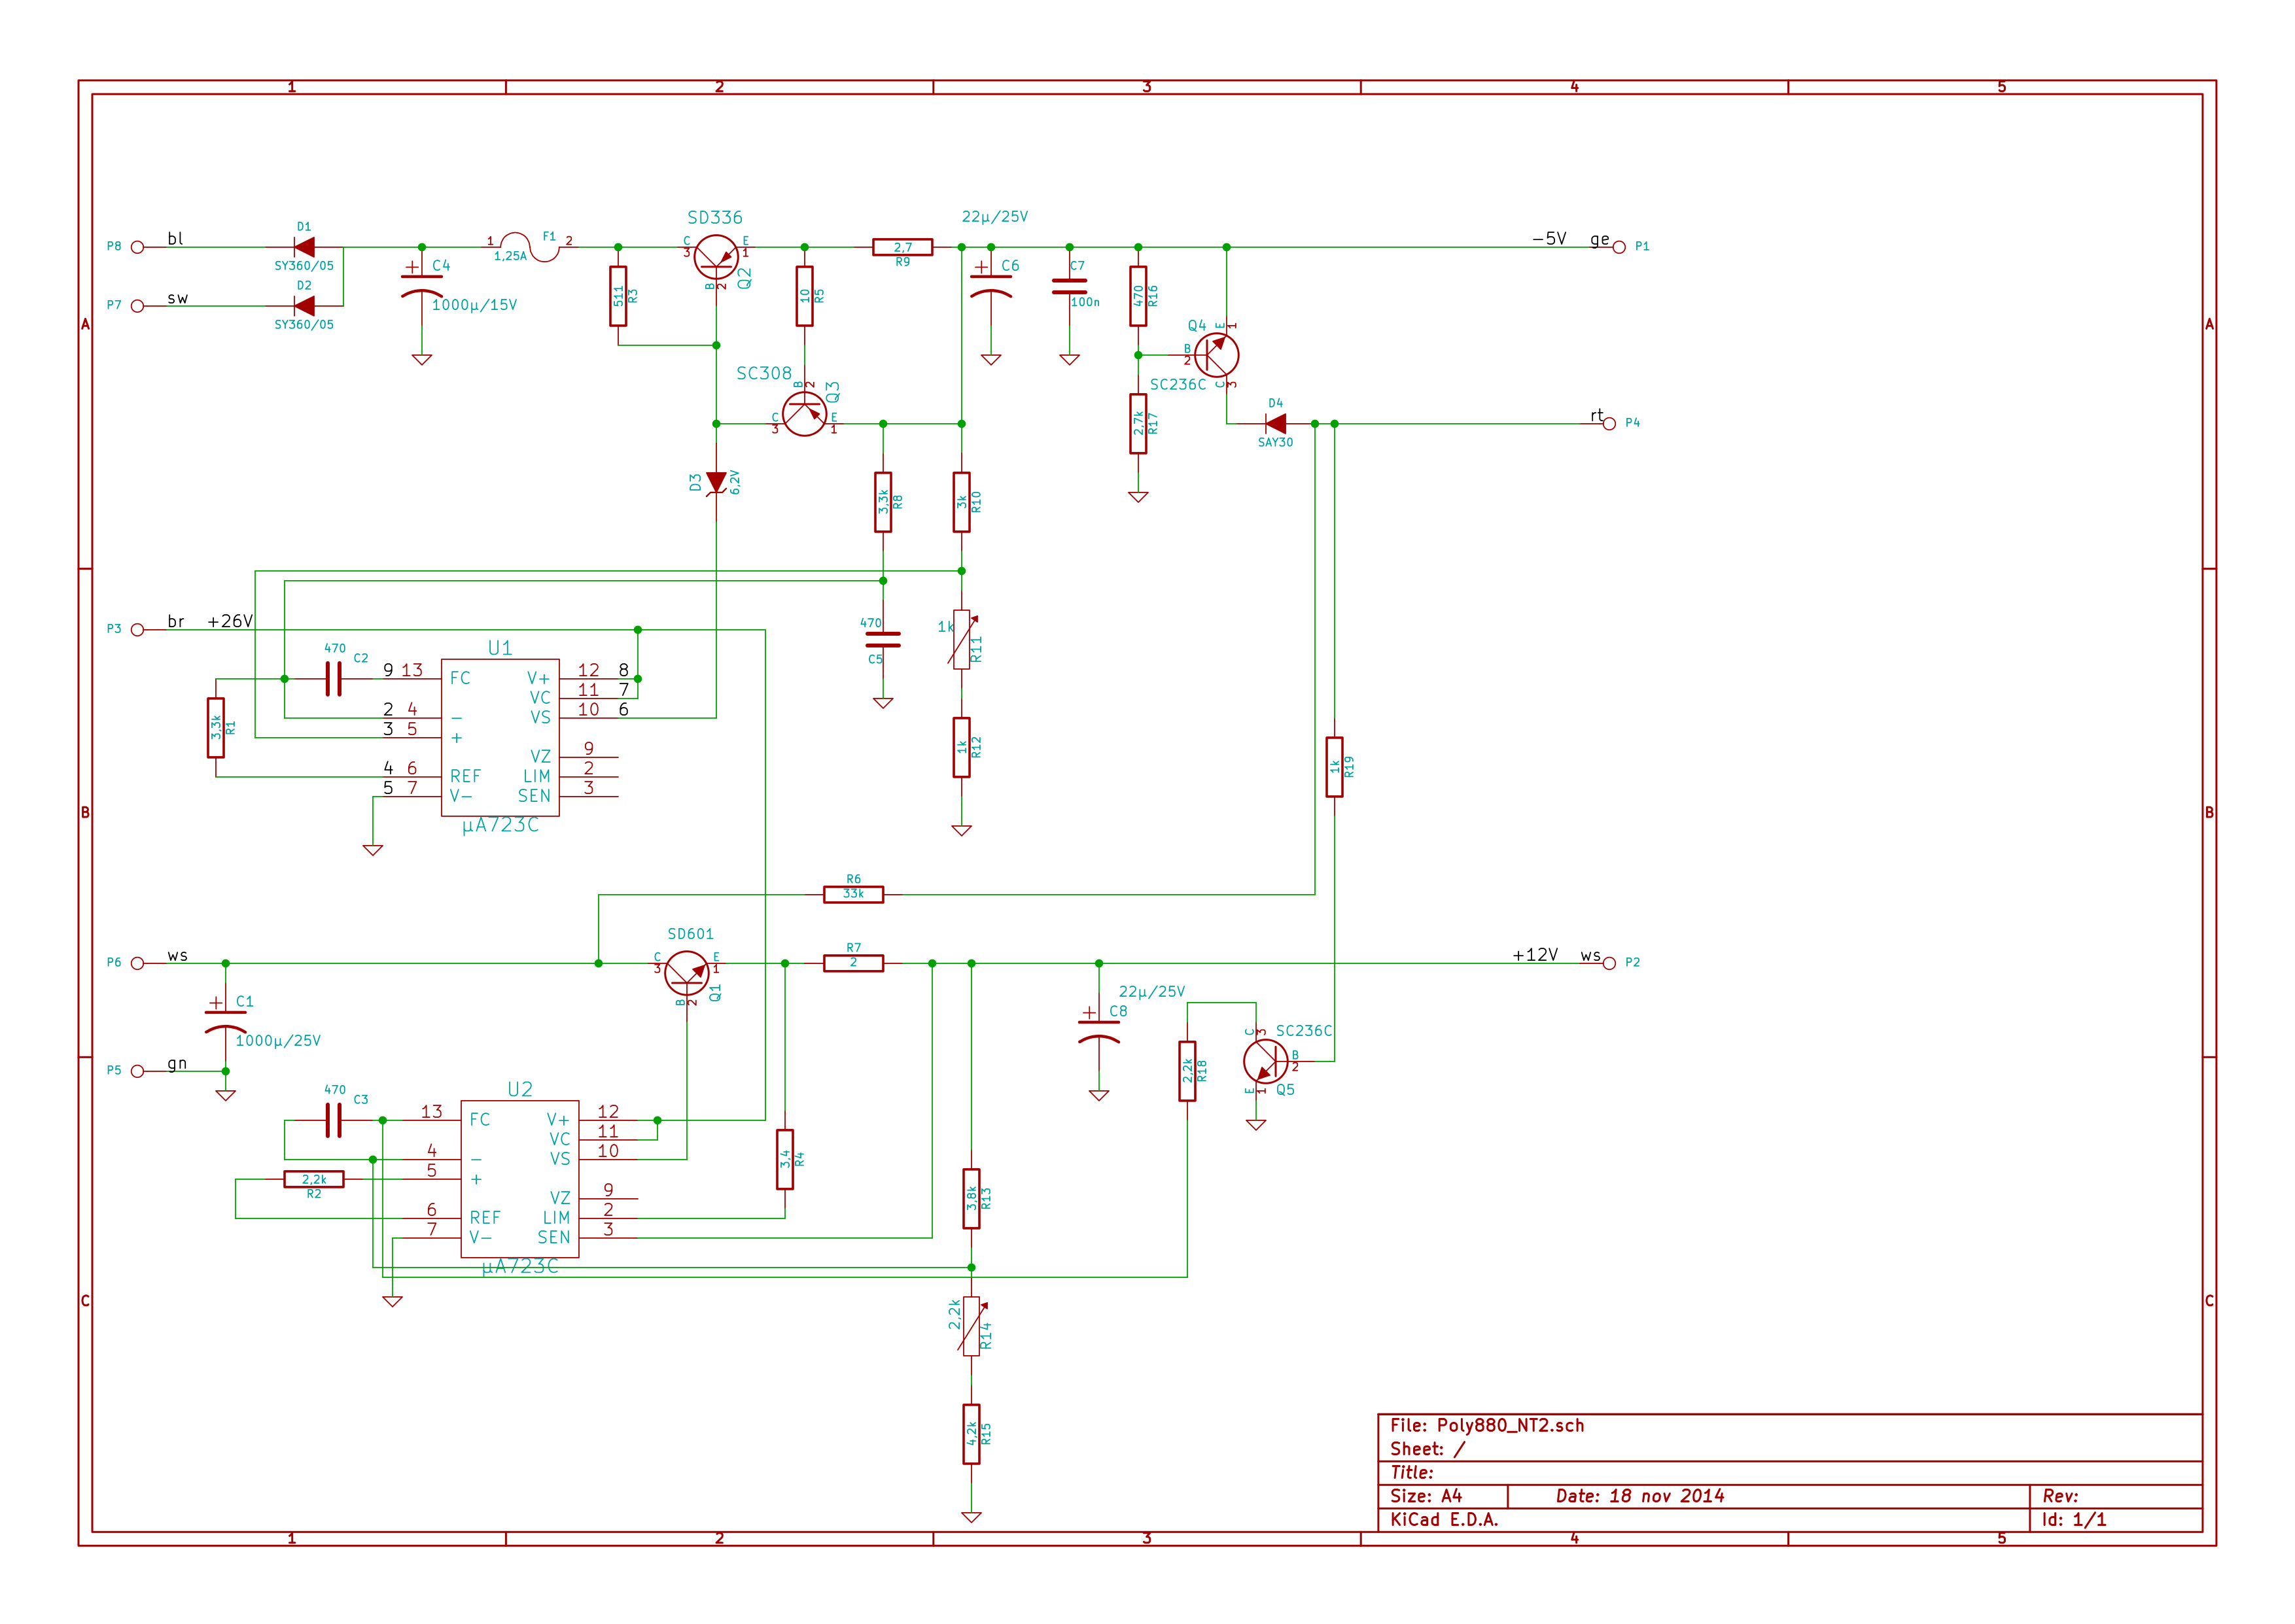 1 2 3 4 5
A A
B B
C C
22µ/25V
SD336
P8 bl D1 SY360/05
1 F1 2 1,25A
C 3 E 1 B 2 Q2
2,7 R9
-5V ge P1
C4 1000µ/15V
P7 sw D2 SY360/05
511 R3
10 R5
C6
C7 100n
470 R16
Q4 E 1 B 2 C 3
SC236C
SC308
B 2 Q3 C 3 E 1
2,7k R17
D4 SAY30
rt P4
D3 6,2V
3,3k R8
3k R10
P3 br +26V
470 C2
U1
9 13 FC
2 4 -
3 5 +
4 6 REF
5 7 V-
V+ 12 8
VC 11 7
VS 10 6
VZ 9
LIM 2
SEN 3
µA723C
3,3k R1
470 C5
1k R11
1k R12
1k R19
R6 33k
SD601
P6 ws
C 3 E 1 B 2 Q1
R7 2
+12V ws P2
C1 1000µ/25V
P5 gn
22µ/25V
C8
SC236C
C 3 B 2 E 1 Q5
2,2k R18
470 C3
U2
13 FC
4 -
5 +
6 REF
7 V-
V+ 12
VC 11
VS 10
VZ 9
LIM 2
SEN 3
µA723C
2,2k R2
3,4 R4
3,8k R13
2,2k R14
4,2k R15
File: Poly880_NT2.sch
Sheet: /
Title:
Size: A4 Date: 18 nov 2014 Rev:
KiCad E.D.A. Id: 1/1
1 2 3 4 5